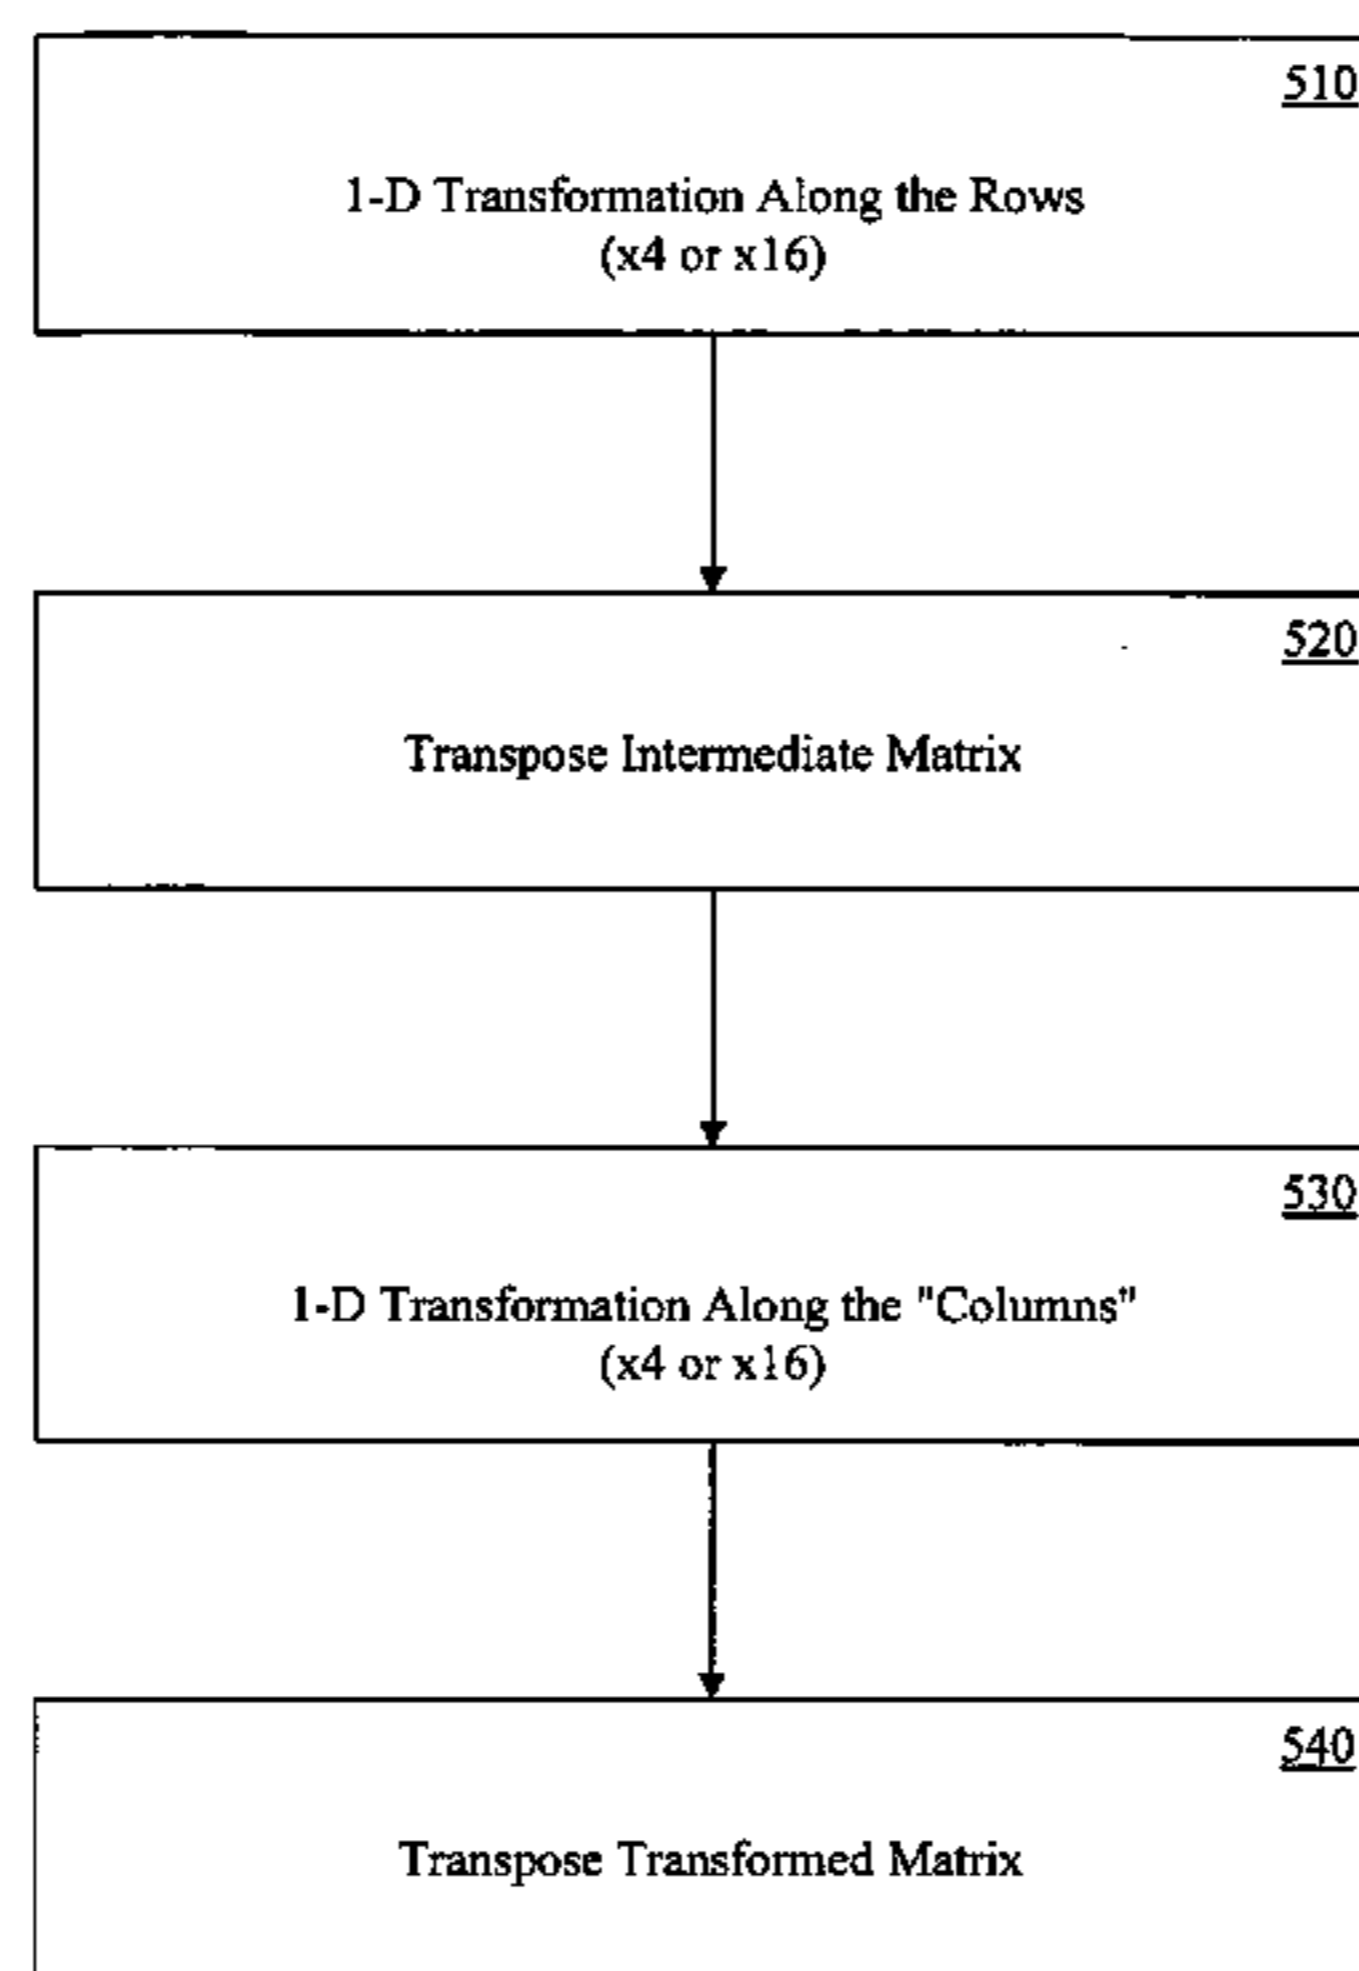 510
1-D Transformation Along the Rows
(x4 or x16)
520
Transpose Intermediate Matrix
530
1-D Transformation Along the "Columns"
(x4 or x16)
540
Transpose Transformed Matrix